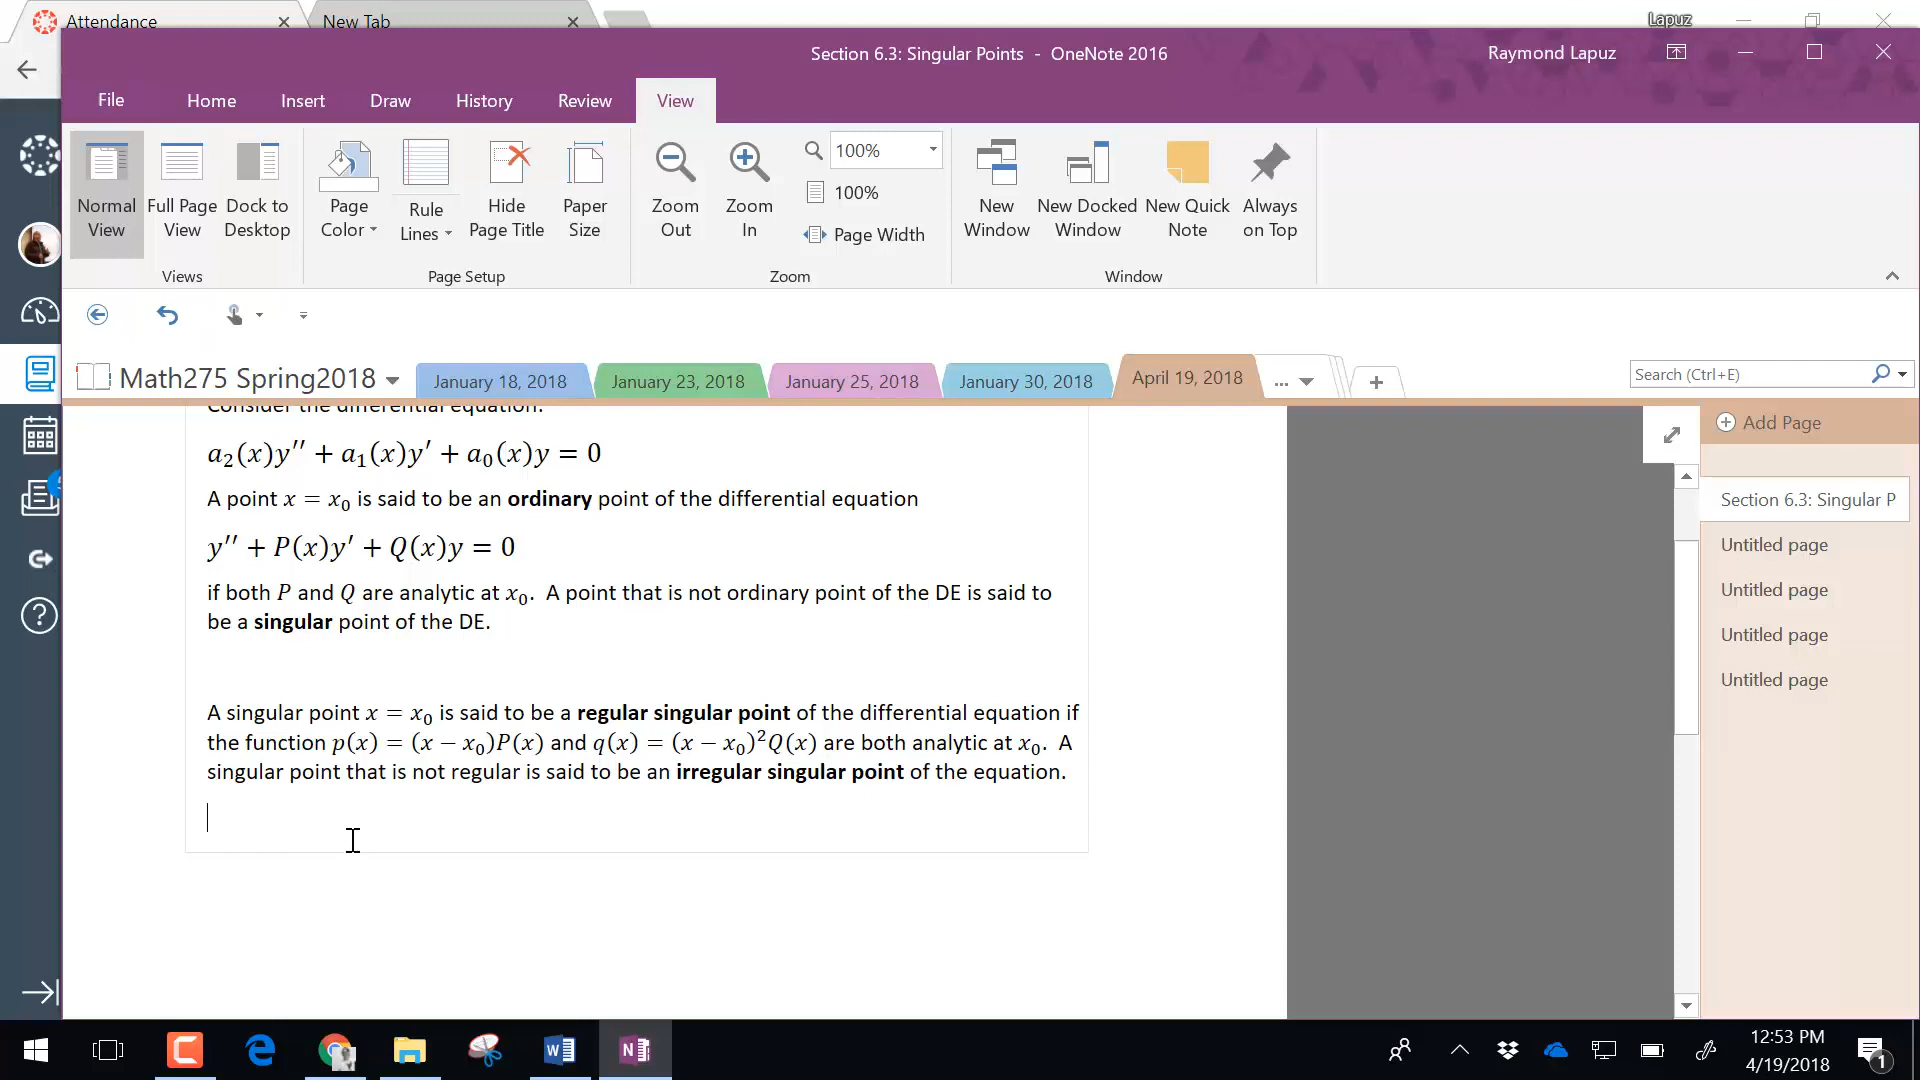 Attendance
New Tab
Lapuz
Section 6.3: Singular Points - OneNote 2016
Raymond Lapuz
File Home Insert Draw History Review View
Normal View
Full Page View
Dock to Desktop
Page Color
Rule Lines
Hide Page Title
Paper Size
Zoom Out
Zoom In
100%
100%
Page Width
New Window
New Docked Window
New Quick Note
Always on Top
Views
Page Setup
Zoom
Window
Math275 Spring2018
January 18, 2018
January 23, 2018
January 25, 2018
January 30, 2018
April 19, 2018
...
Search (Ctrl+E)
Add Page
Section 6.3: Singular P
Untitled page
Untitled page
Untitled page
Untitled page
Consider the differential equation:
a₂(x)y′′ + a₁(x)y′ + a₀(x)y = 0
A point x = x₀ is said to be an ordinary point of the differential equation
y′′ + P(x)y′ + Q(x)y = 0
if both P and Q are analytic at x₀. A point that is not ordinary point of the DE is said to
be a singular point of the DE.
A singular point x = x₀ is said to be a regular singular point of the differential equation if
the function p(x) = (x − x₀)P(x) and q(x) = (x − x₀)²Q(x) are both analytic at x₀. A
singular point that is not regular is said to be an irregular singular point of the equation.
12:53 PM
4/19/2018
1